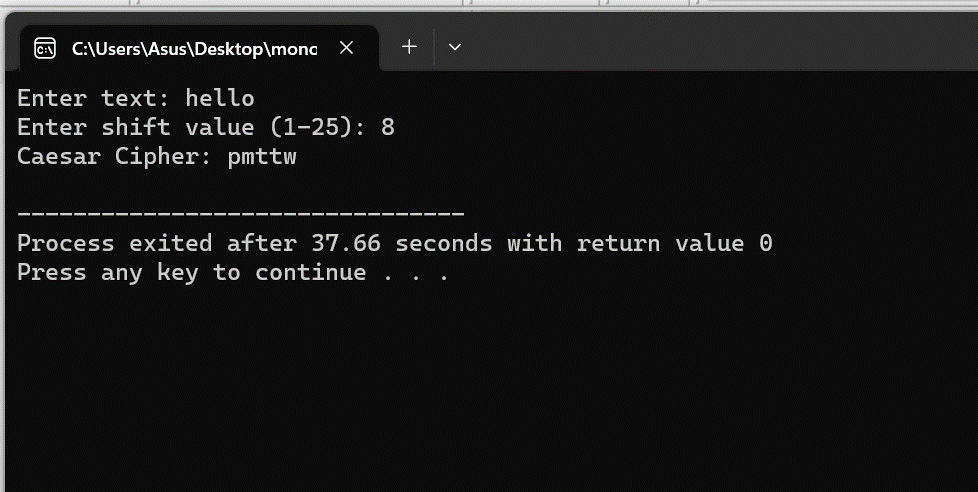 C:\Users\Asus\Desktop\monc
Enter text: hello
Enter shift value (1-25): 8
Caesar Cipher: pmttw
--------------------------------
Process exited after 37.66 seconds with return value 0
Press any key to continue . . .